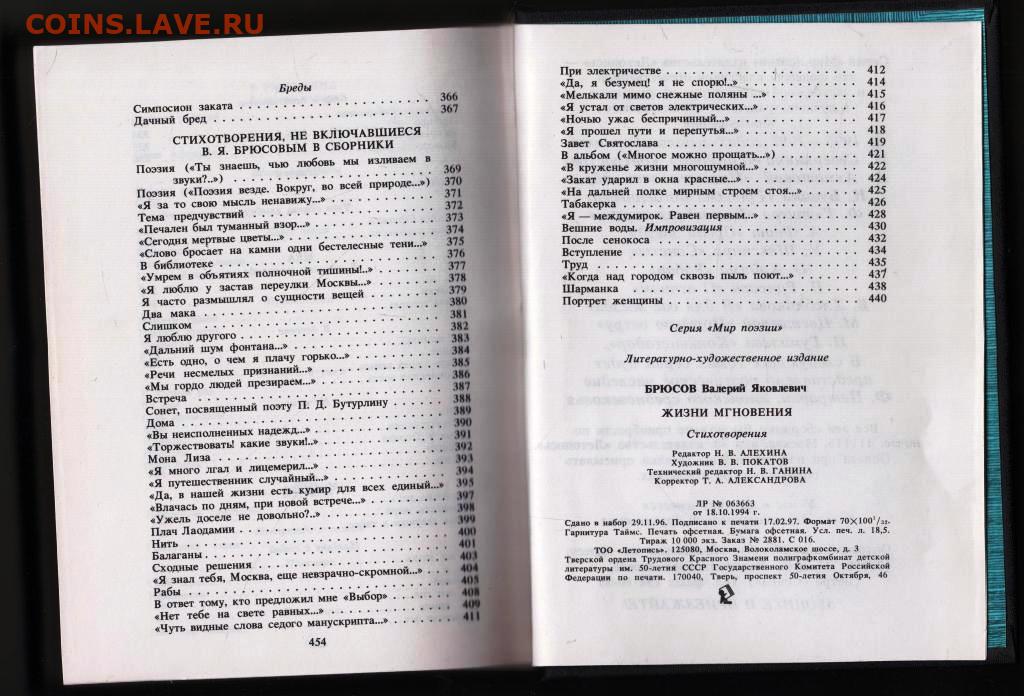 COINS.LAVE.RU
Бреды
Симпосион заката 366
Дачный бред 367
СТИХОТВОРЕНИЯ, НЕ ВКЛЮЧАВШИЕСЯ
В. Я. БРЮСОВЫМ В СБОРНИКИ
Поэзия («Ты знаешь, чью любовь мы изливаем в
звуки?..») 369
Поэзия («Поэзия везде. Вокруг, во всей природе...») 370
«Я за то свою мысль ненавижу...» 371
Тема предчувствий 372
«Печален был туманный взор...» 373
«Сегодня мертвые цветы...» 374
«Слово бросает на камни одни бестелесные тени...» 375
В библиотеке 376
«Умрем в объятиях полночной тишины!..» 377
«Я люблю у застав переулки Москвы...» 378
Я часто размышлял о сущности вещей 379
Два мака 380
Слишком 381
Я люблю другого 382
«Дальний шум фонтана...» 383
«Есть одно, о чем я плачу горько...» 384
«Речи несмелых признаний...» 385
«Мы гордо людей презираем...» 386
Встреча 387
Сонет, посвященный поэту П. Д. Бутурлину 388
Дома 389
«Вы неисполненных надежд...» 390
«Торжествовать! какие звуки!..» 391
Мона Лиза 392
«Я много лгал и лицемерил...» 393
«Я путешественник случайный...» 394
«Да, в нашей жизни есть кумир для всех единый...» 395
«Влачась по дням, при новой встрече...» 397
«Ужель доселе не довольно?..» 398
Плач Лаодамии 399
Нить 400
Балаганы 401
Сходные решения 403
«Я знал тебя, Москва, еще невзрачно-скромной...» 404
Рабы 405
В ответ тому, кто предложил мне «Выбор» 408
«Нет тебе на свете равных...» 409
«Чуть видные слова седого манускрипта...» 411
454
При электричестве 412
«Да, я безумец! я не спорю!..» 414
«Мелькали мимо снежные поляны ...» 415
«Я устал от светов электрических...» 416
«Ночью ужас беспричинный...» 417
«Я прошел пути и перепутья...» 418
Завет Святослава 419
В альбом («Многое можно прощать...») 421
«В круженье жизни многошумной...» 422
«Закат ударил в окна красные...» 424
«На дальней полке мирным строем стоя...» 425
Табакерка 426
«Я — междумирок. Равен первым...» 428
Вешние воды. Импровизация 430
После сенокоса 432
Вступление 434
Труд 435
«Когда над городом сквозь пыль поют...» 437
Шарманка 438
Портрет женщины 440
Серия «Мир поэзии»
Литературно-художественное издание
БРЮСОВ Валерий Яковлевич
ЖИЗНИ МГНОВЕНИЯ
Стихотворения
Редактор Н. В. АЛЕХИНА
Художник В. В. ПОКАТОВ
Технический редактор Н. В. ГАНИНА
Корректор Т. А. АЛЕКСАНДРОВА
ЛР № 063663
от 18.10.1994 г.
Сдано в набор 29.11.96. Подписано к печати 17.02.97. Формат 70×100¹/₃₂.
Гарнитура Таймс. Печать офсетная. Бумага офсетная. Усл. печ. л. 18,5.
Тираж 10 000 экз. Заказ № 2881. С 016.
ТОО «Летопись». 125080, Москва, Волоколамское шоссе, д. 3
Тверской ордена Трудового Красного Знамени полиграфкомбинат детской
литературы им. 50-летия СССР Государственного Комитета Российской
Федерации по печати. 170040, Тверь, проспект 50-летия Октября, 46